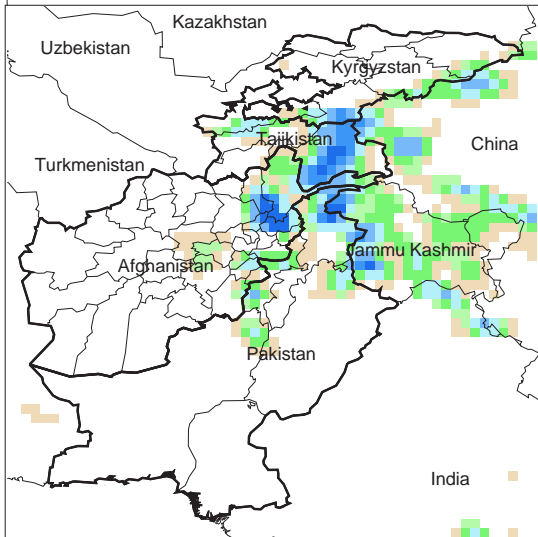 Kazakhstan
Uzbekistan
Kyrgyzstan
Tajikistan
China
Turkmenistan
Jammu Kashmir
Afghanistan
Pakistan
India